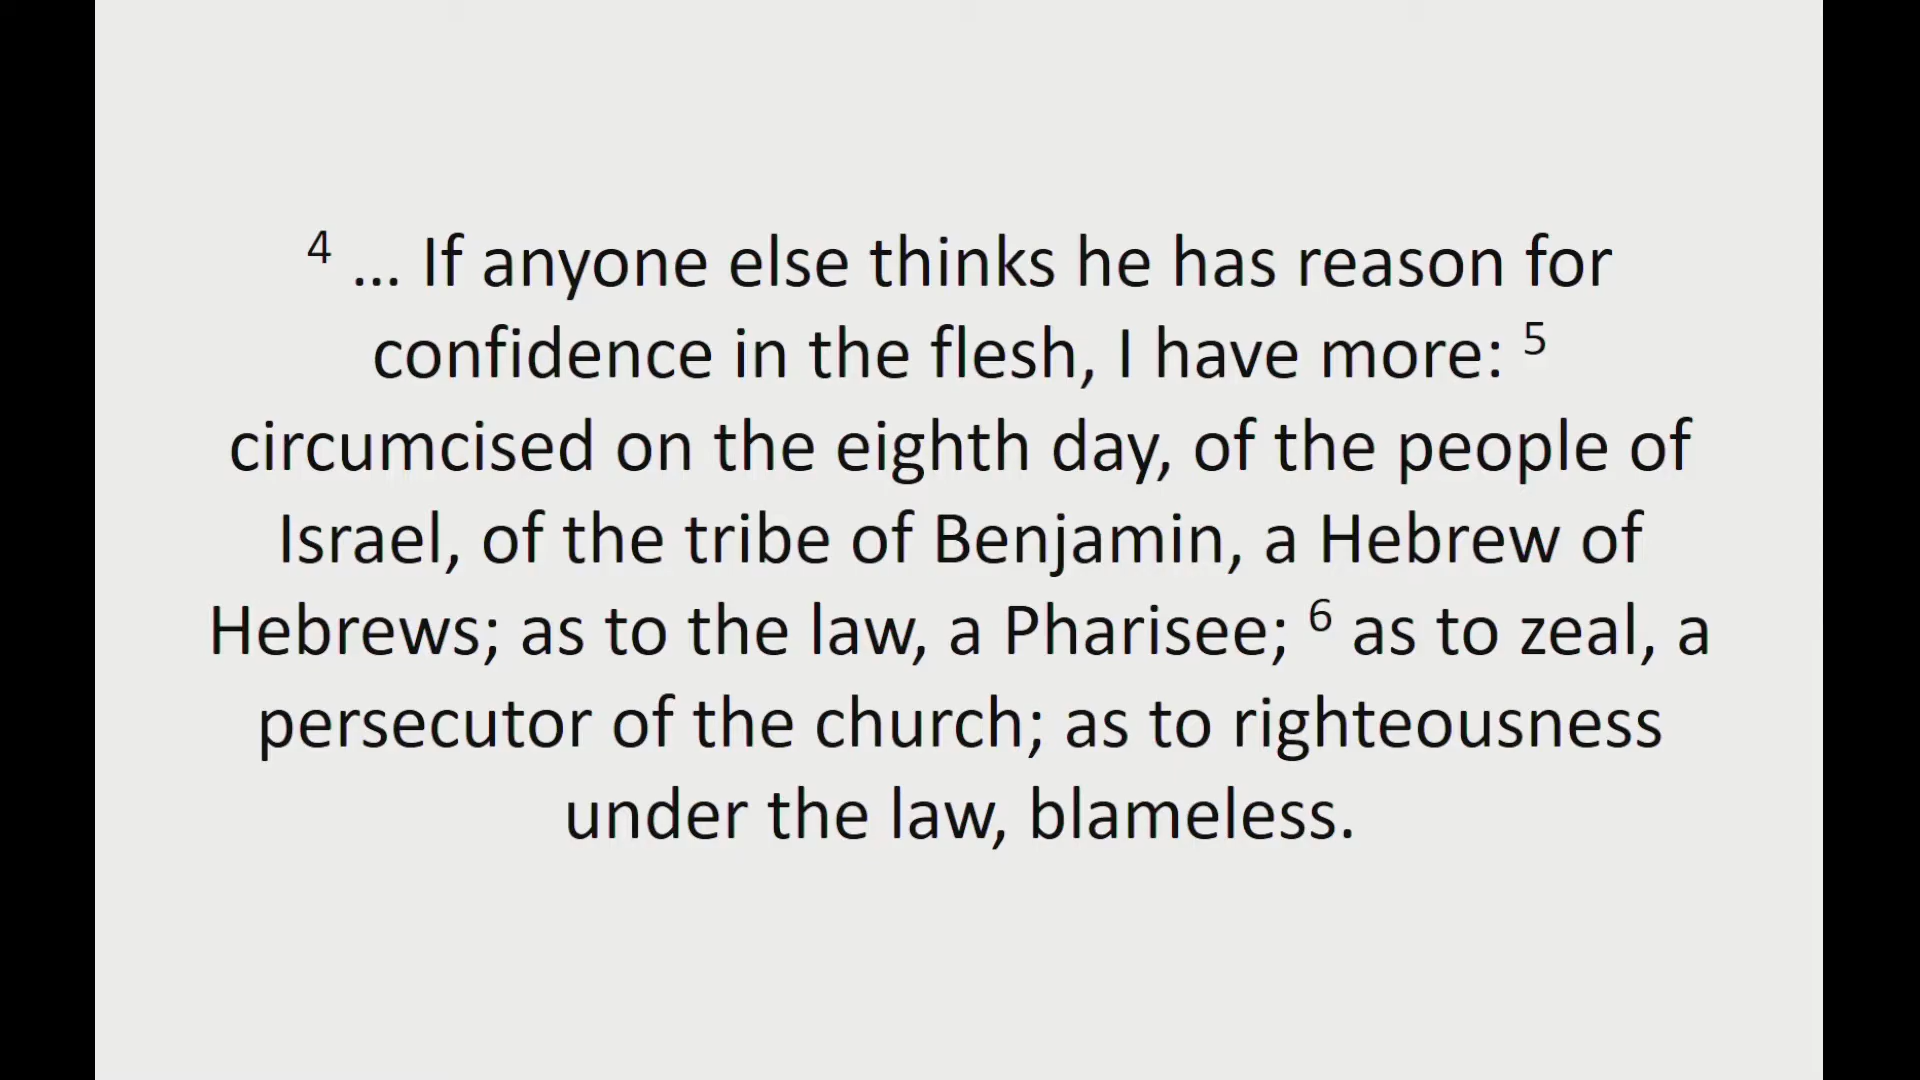 4 ... If anyone else thinks he has reason for
confidence in the flesh, I have more: 5
circumcised on the eighth day, of the people of
Israel, of the tribe of Benjamin, a Hebrew of
Hebrews; as to the law, a Pharisee; 6 as to zeal, a
persecutor of the church; as to righteousness
under the law, blameless.